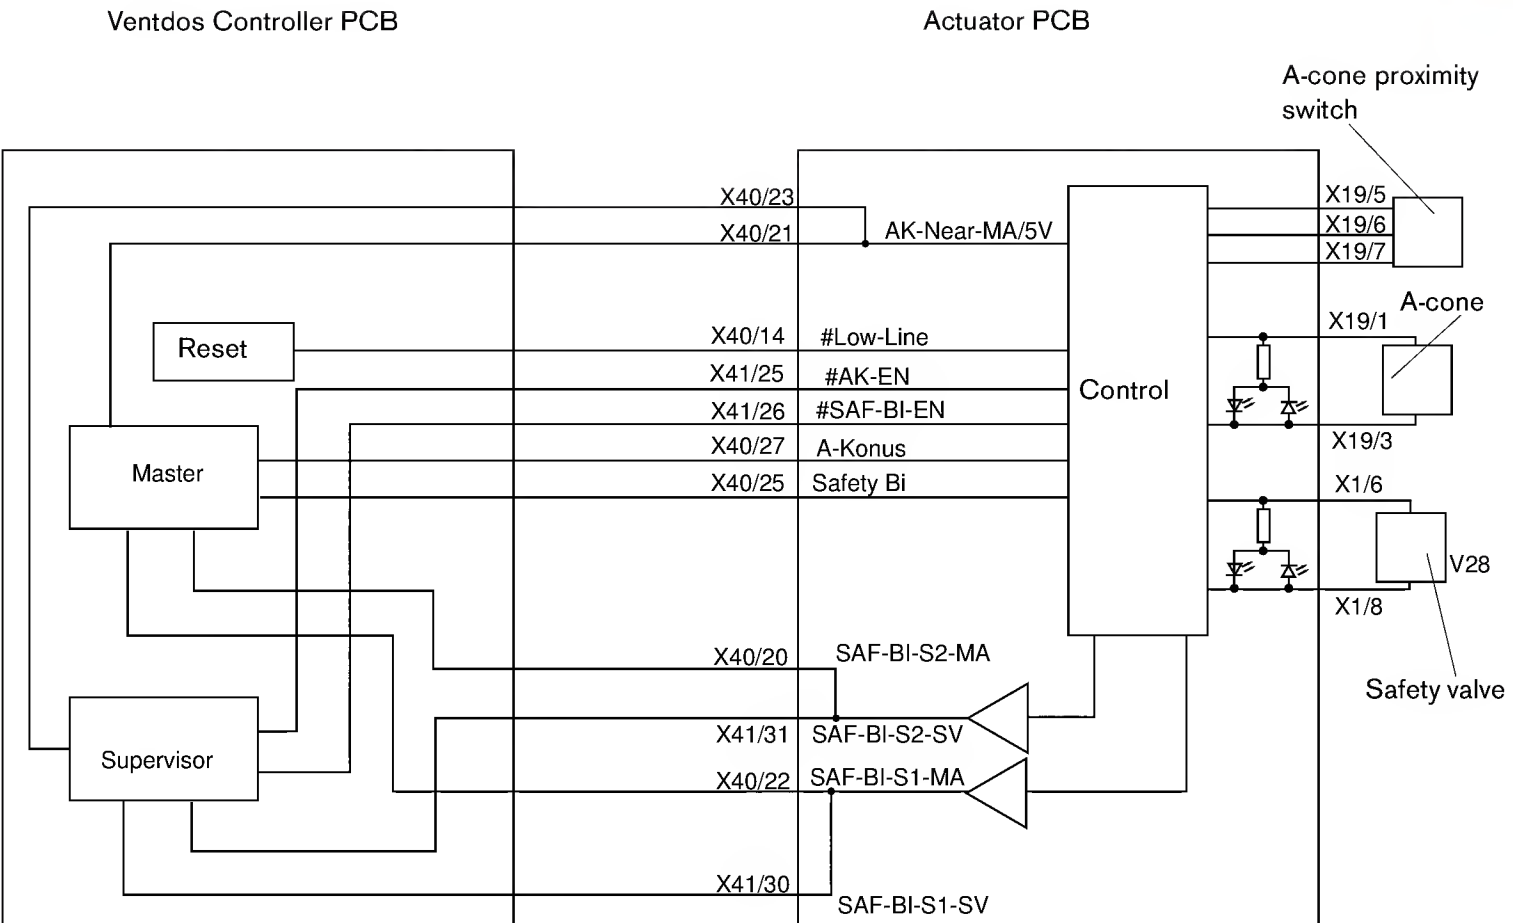 Ventdos Controller PCB
Actuator PCB
A-cone proximity
switch
X40/23
X19/5
X40/21
AK-Near-MA/5V
X19/6
X19/7
A-cone
X19/1
Reset
X40/14
#Low-Line
X41/25
#AK-EN
Control
X41/26
#SAF-BI-EN
X40/27
A-Konus
X19/3
Master
X40/25
Safety Bi
X1/6
V28
X1/8
X40/20
SAF-BI-S2-MA
Safety valve
X41/31
SAF-BI-S2-SV
Supervisor
X40/22
SAF-BI-S1-MA
X41/30
SAF-BI-S1-SV